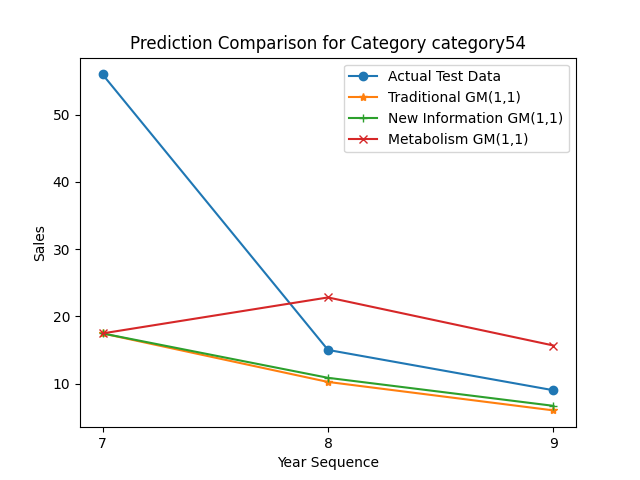 Prediction Comparison for Category category54
Actual Test Data
Traditional GM(1,1)
New Information GM(1,1)
Metabolism GM(1,1)
50
40
30
20
10
Sales
7
8
9
Year Sequence